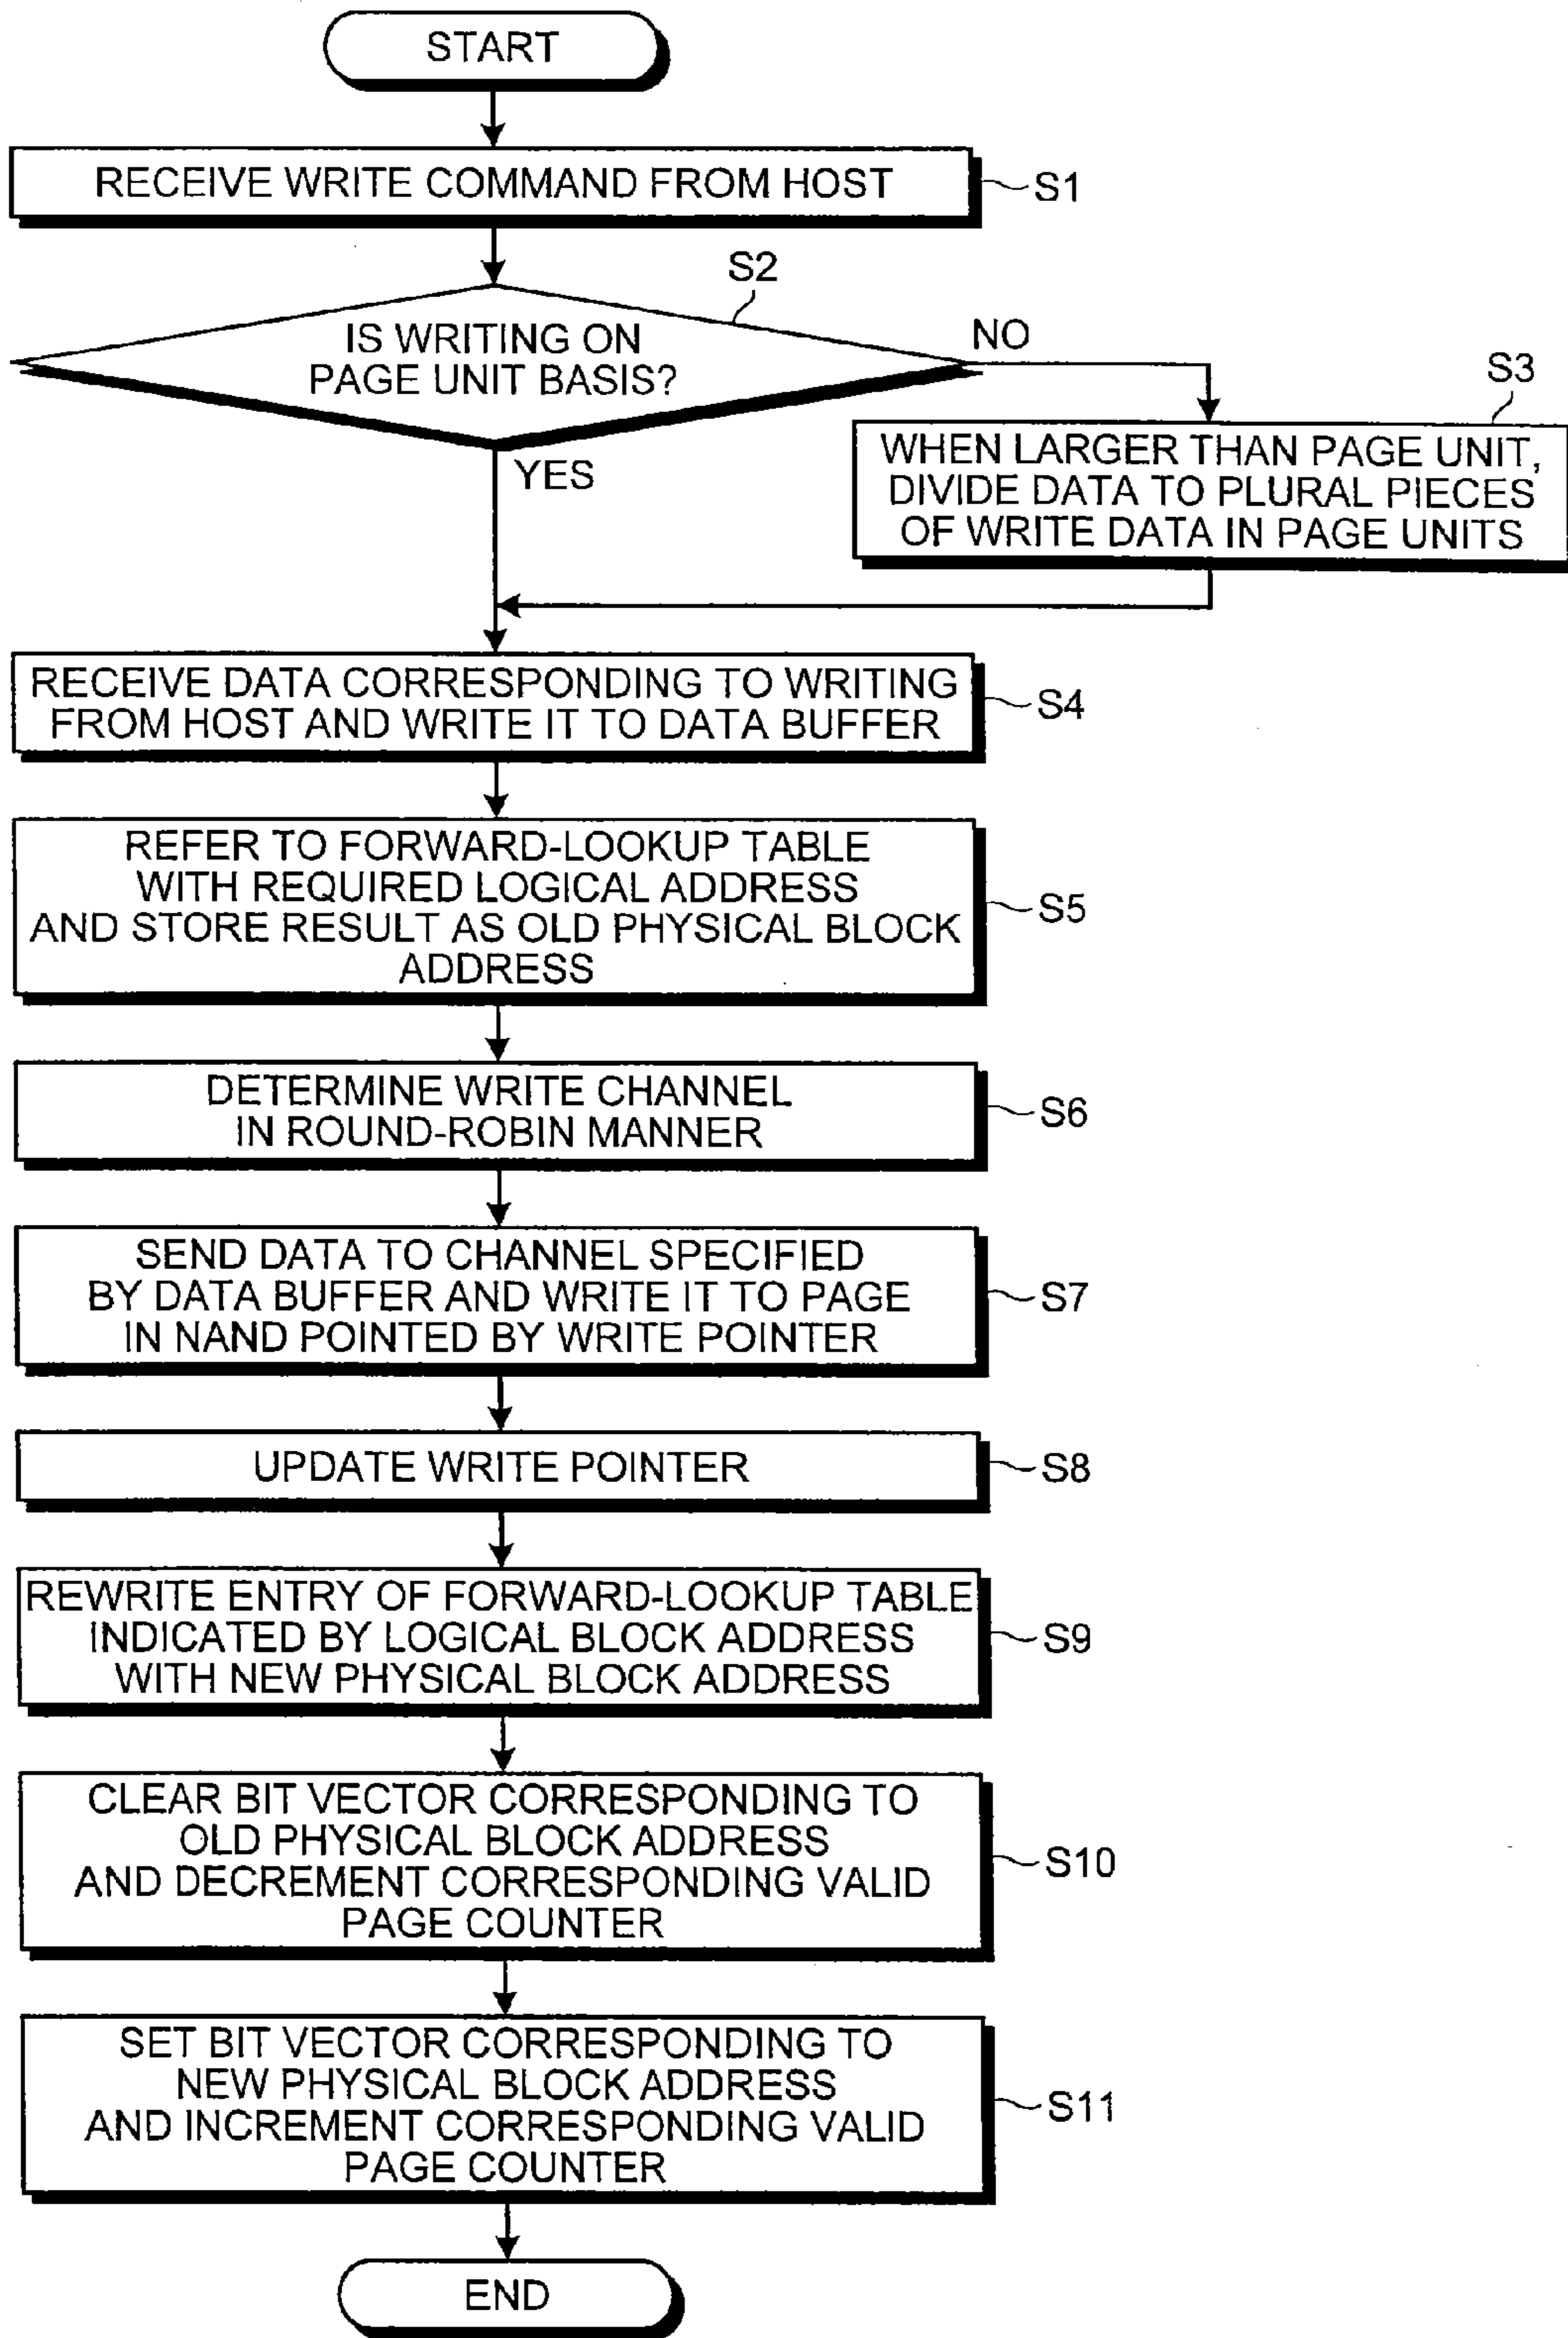 START
RECEIVE WRITE COMMAND FROM HOST
S1
S2
IS WRITING ON
PAGE UNIT BASIS?
NO
YES
S3
WHEN LARGER THAN PAGE UNIT,
DIVIDE DATA TO PLURAL PIECES
OF WRITE DATA IN PAGE UNITS
RECEIVE DATA CORRESPONDING TO WRITING
FROM HOST AND WRITE IT TO DATA BUFFER
S4
REFER TO FORWARD-LOOKUP TABLE
WITH REQUIRED LOGICAL ADDRESS
AND STORE RESULT AS OLD PHYSICAL BLOCK
ADDRESS
S5
DETERMINE WRITE CHANNEL
IN ROUND-ROBIN MANNER
S6
SEND DATA TO CHANNEL SPECIFIED
BY DATA BUFFER AND WRITE IT TO PAGE
IN NAND POINTED BY WRITE POINTER
S7
UPDATE WRITE POINTER
S8
REWRITE ENTRY OF FORWARD-LOOKUP TABLE
INDICATED BY LOGICAL BLOCK ADDRESS
WITH NEW PHYSICAL BLOCK ADDRESS
S9
CLEAR BIT VECTOR CORRESPONDING TO
OLD PHYSICAL BLOCK ADDRESS
AND DECREMENT CORRESPONDING VALID
PAGE COUNTER
S10
SET BIT VECTOR CORRESPONDING TO
NEW PHYSICAL BLOCK ADDRESS
AND INCREMENT CORRESPONDING VALID
PAGE COUNTER
S11
END